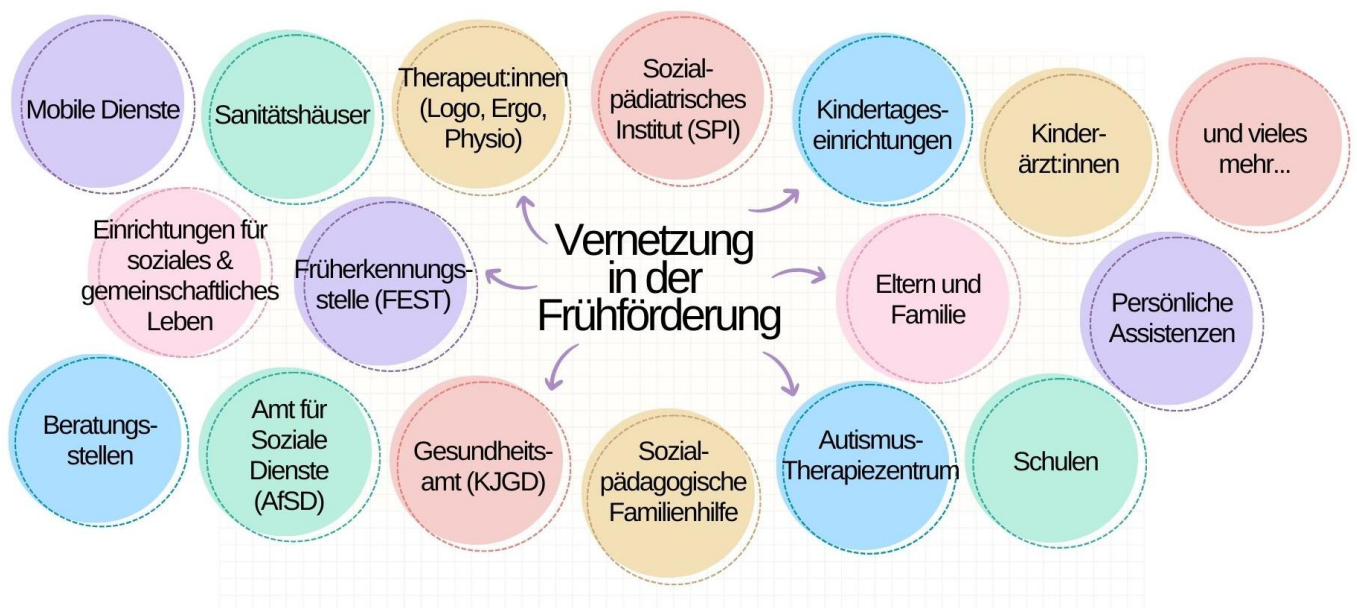 Mobile Dienste
Sanitätshäuser
Therapeut:innen
(Logo, Ergo,
Physio)
Sozial-
pädiatrisches
Institut (SPI)
Kindertages-
einrichtungen
Kinder-
ärzt:innen
und vieles
mehr...
Einrichtungen für
soziales &
gemeinschaftliches
Leben
Früherkennungs-
stelle (FEST)
Vernetzung
in der
Frühförderung
Eltern und
Familie
Persönliche
Assistenzen
Beratungs-
stellen
Amt für
Soziale
Dienste
(AfSD)
Gesundheits-
amt (KJGD)
Sozial-
pädagogische
Familienhilfe
Autismus-
Therapiezentrum
Schulen